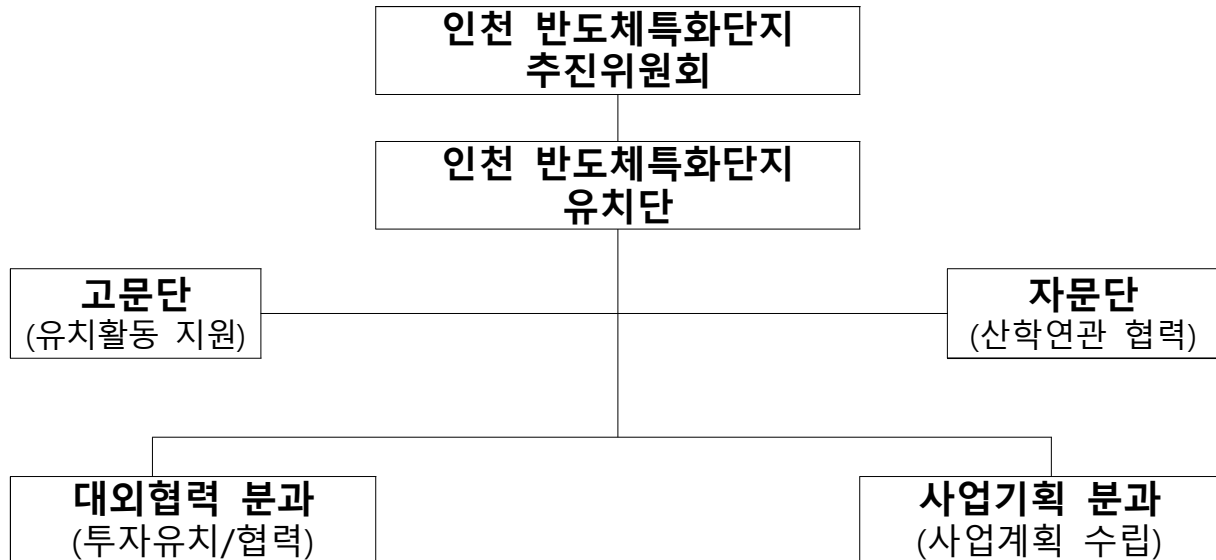 인천 반도체특화단지
추진위원회
인천 반도체특화단지
유치단
고문단
(유치활동 지원)
자문단
(산학연관 협력)
대외협력 분과
(투자유치/협력)
사업기획 분과
(사업계획 수립)